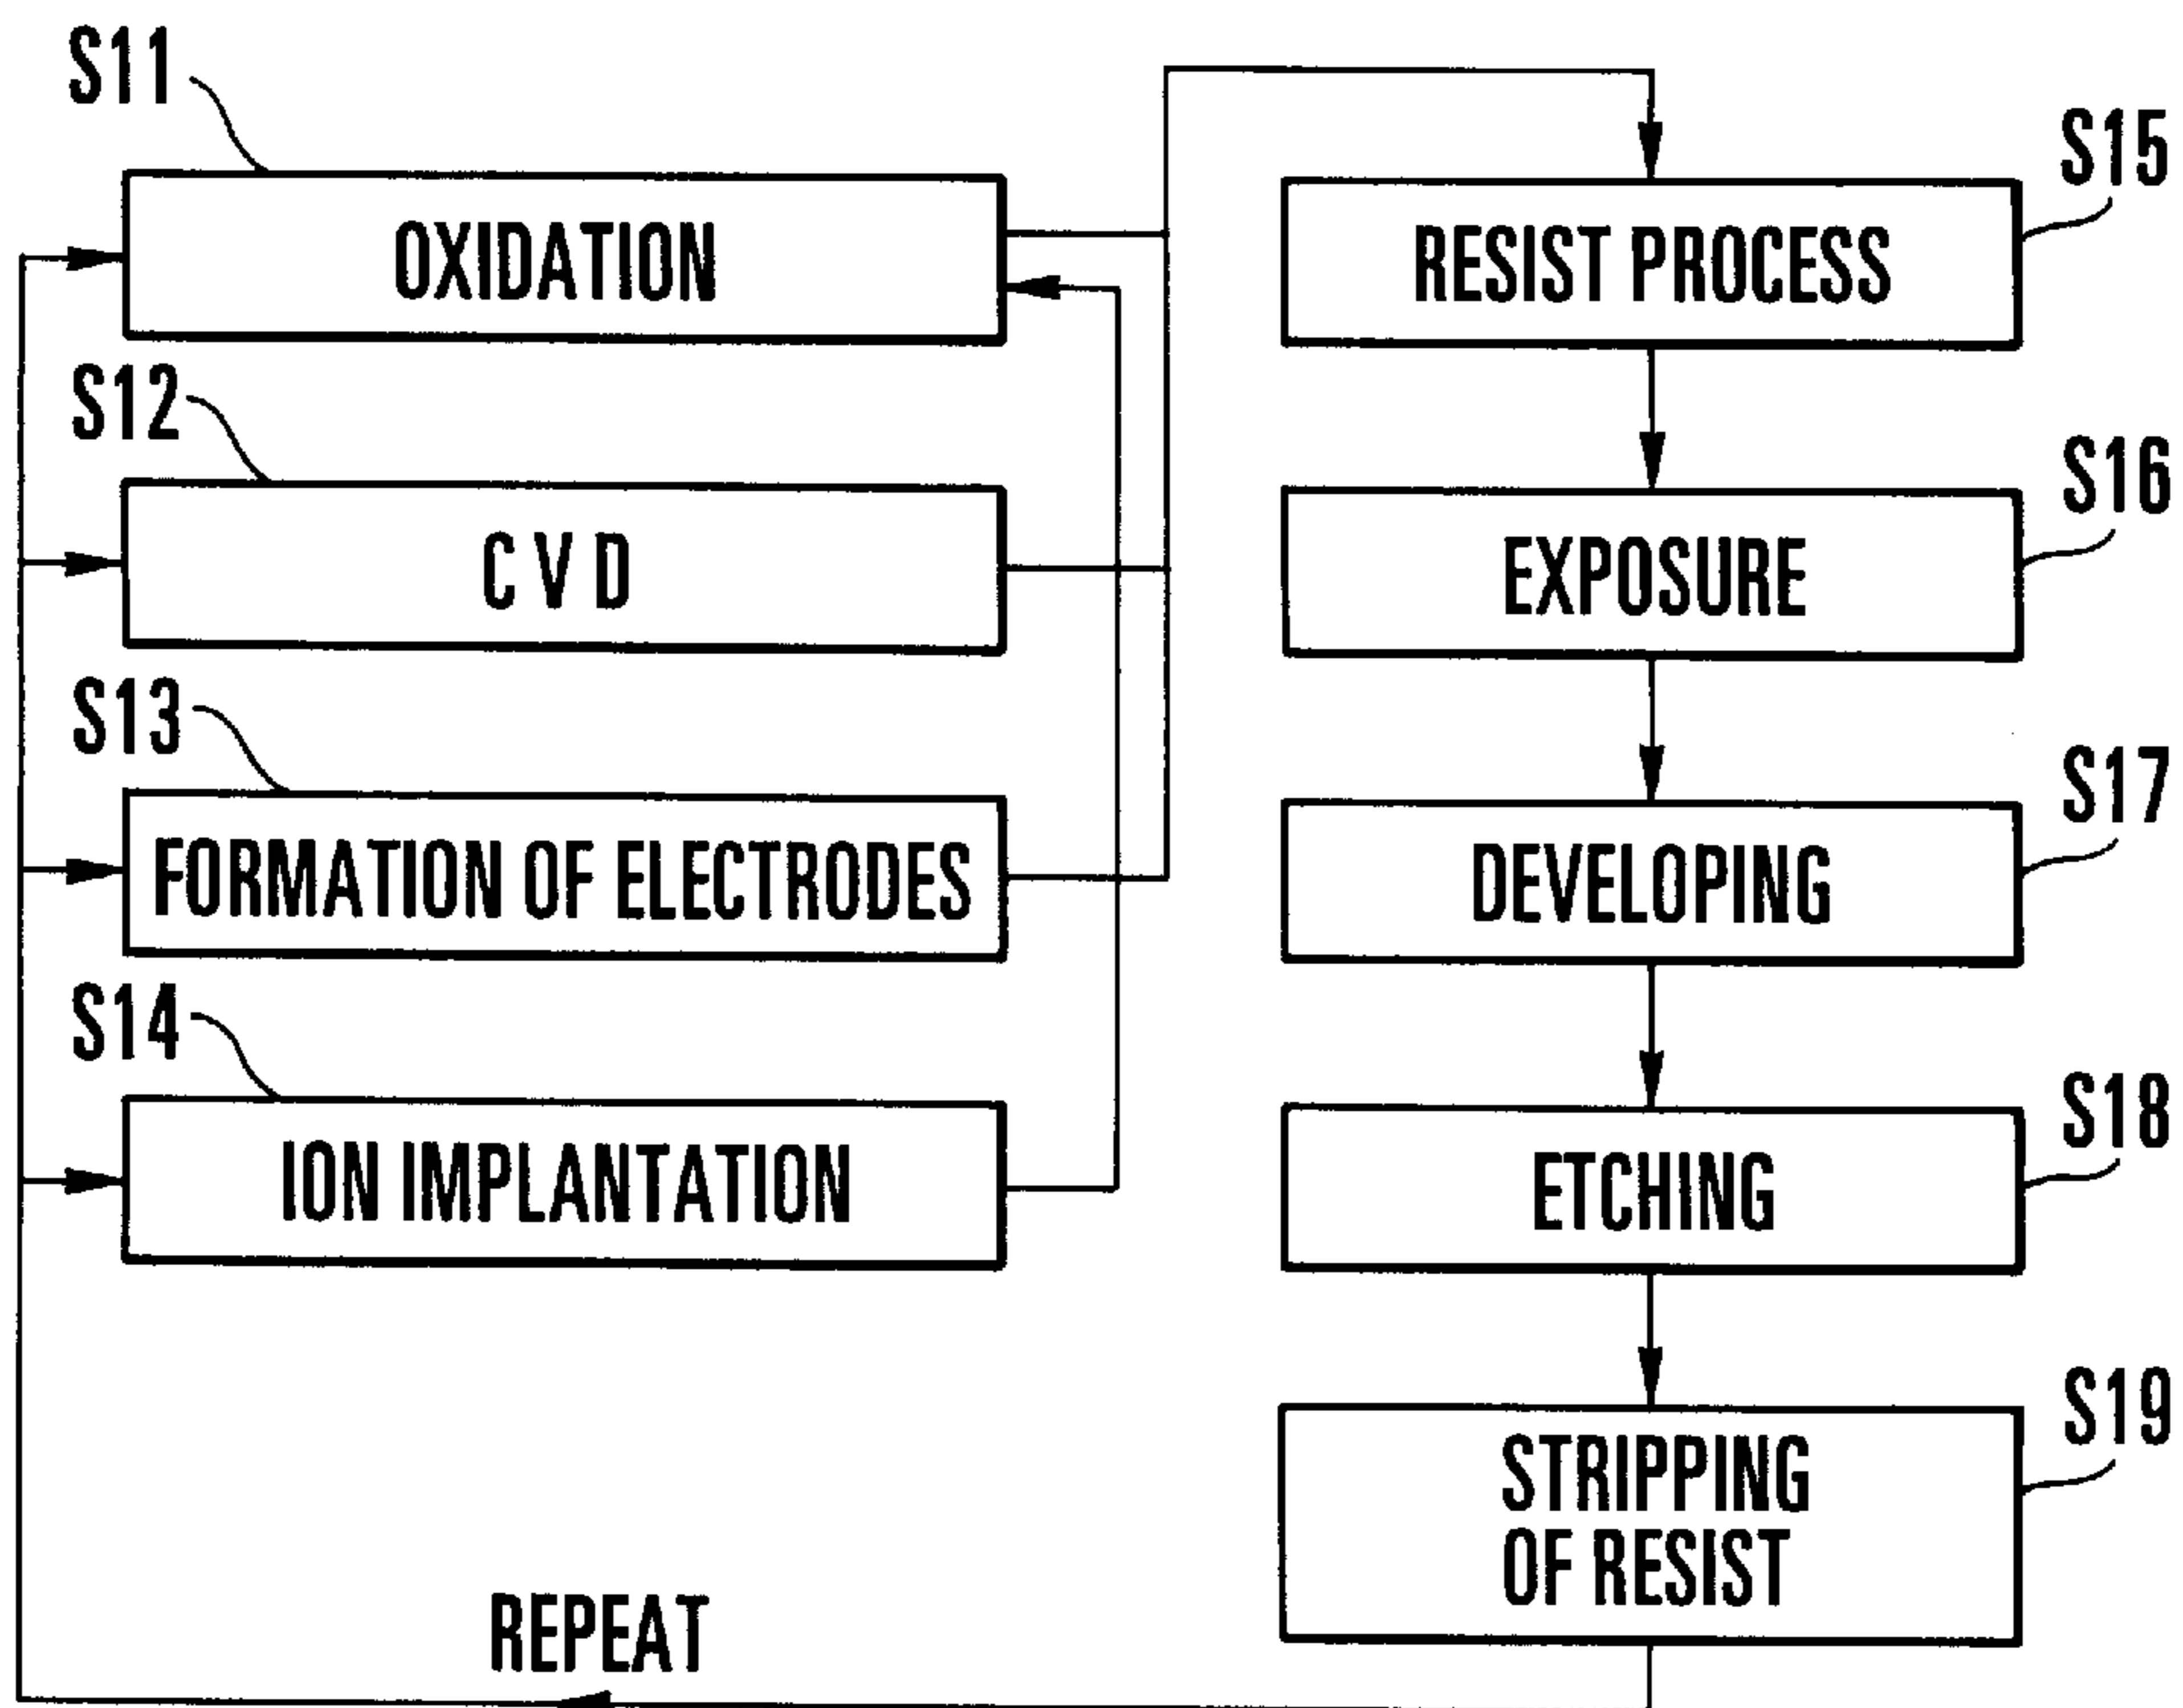 S11
OXIDATION
S12
CVD
S13
FORMATION OF ELECTRODES
S14
ION IMPLANTATION
REPEAT
S15
RESIST PROCESS
S16
EXPOSURE
S17
DEVELOPING
S18
ETCHING
S19
STRIPPING
OF RESIST